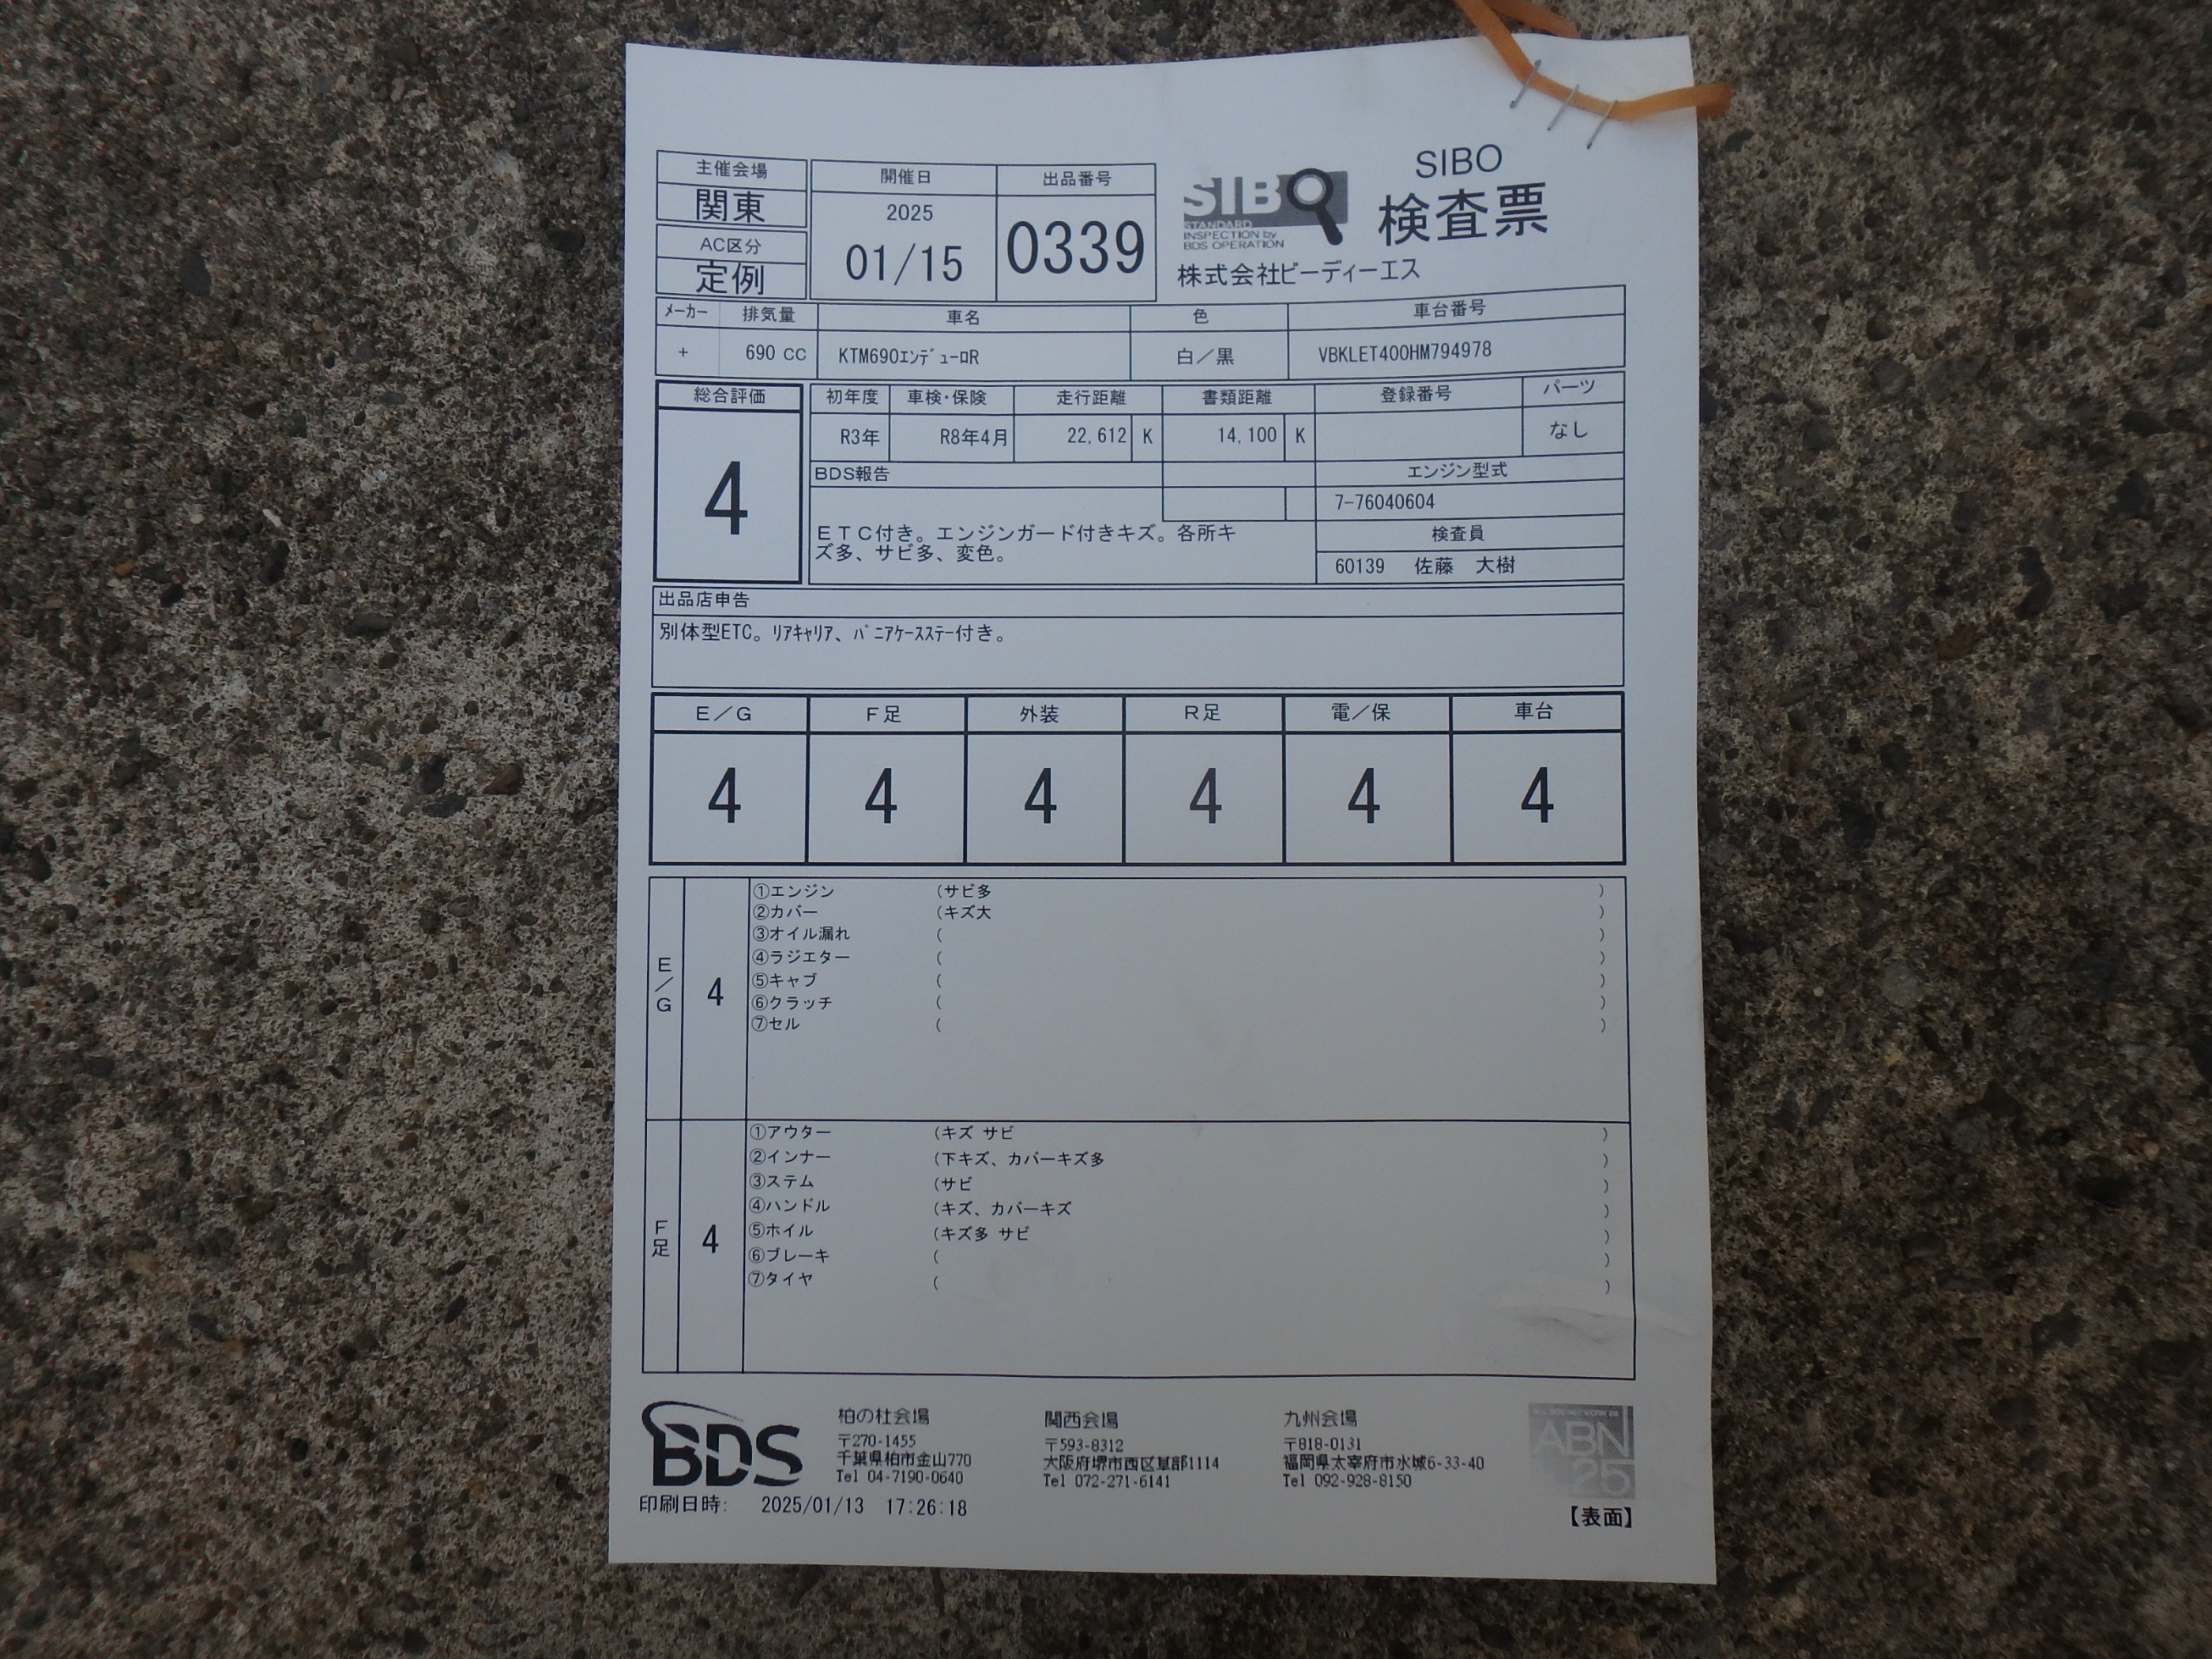 主催会場
関東
AC区分
定例
開催日
2025
01/15
出品番号
0339
SIBO
STANDARD
INSPECTION by
BDS OPERATION
SIBO
検査票
株式会社ビーディーエス
ﾒｰｶｰ 排気量 車名 色 車台番号
+ 690 CC KTM690ｴﾝﾃﾞｭｰﾛR 白／黒 VBKLET400HM794978
総合評価
4
初年度 車検・保険 走行距離 書類距離 登録番号 パーツ
R3年 R8年4月 22,612 K 14,100 K なし
BDS報告
ＥＴＣ付き。エンジンガード付きキズ。各所キ
ズ多、サビ多、変色。
エンジン型式
7-76040604
検査員
60139 佐藤 大樹
出品店申告
別体型ETC。ﾘｱｷｬﾘｱ、ﾊﾟﾆｱｹｰｽｽﾃｰ付き。
Ｅ／Ｇ Ｆ足 外装 Ｒ足 電／保 車台
4 4 4 4 4 4
Ｅ／Ｇ
4
①エンジン (サビ多 )
②カバー (キズ大 )
③オイル漏れ ( )
④ラジエター ( )
⑤キャブ ( )
⑥クラッチ ( )
⑦セル ( )
Ｆ足
4
①アウター (キズ サビ )
②インナー (下キズ、カバーキズ多 )
③ステム (サビ )
④ハンドル (キズ、カバーキズ )
⑤ホイル (キズ多 サビ )
⑥ブレーキ ( )
⑦タイヤ ( )
BDS
柏の杜会場
〒270-1455
千葉県柏市金山770
Tel 04-7190-0640
関西会場
〒593-8312
大阪府堺市西区草部1114
Tel 072-271-6141
九州会場
〒818-0131
福岡県太宰府市水城6-33-40
Tel 092-928-8150
ABN
25
印刷日時: 2025/01/13 17:26:18
【表面】